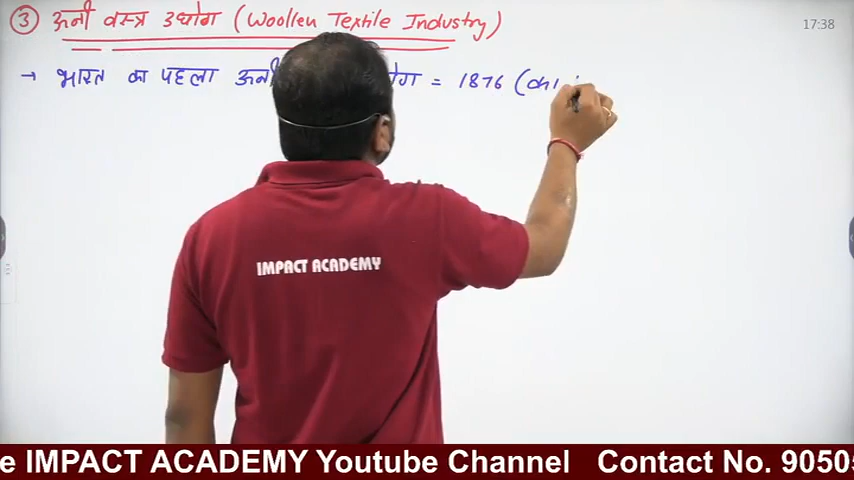 ③ ऊनी वस्त्र उद्योग (Woollen Textile Industry)
17:38
→ भारत का पहला ऊनी = 1876 (का
IMPACT ACADEMY
e IMPACT ACADEMY Youtube Channel Contact No. 9050